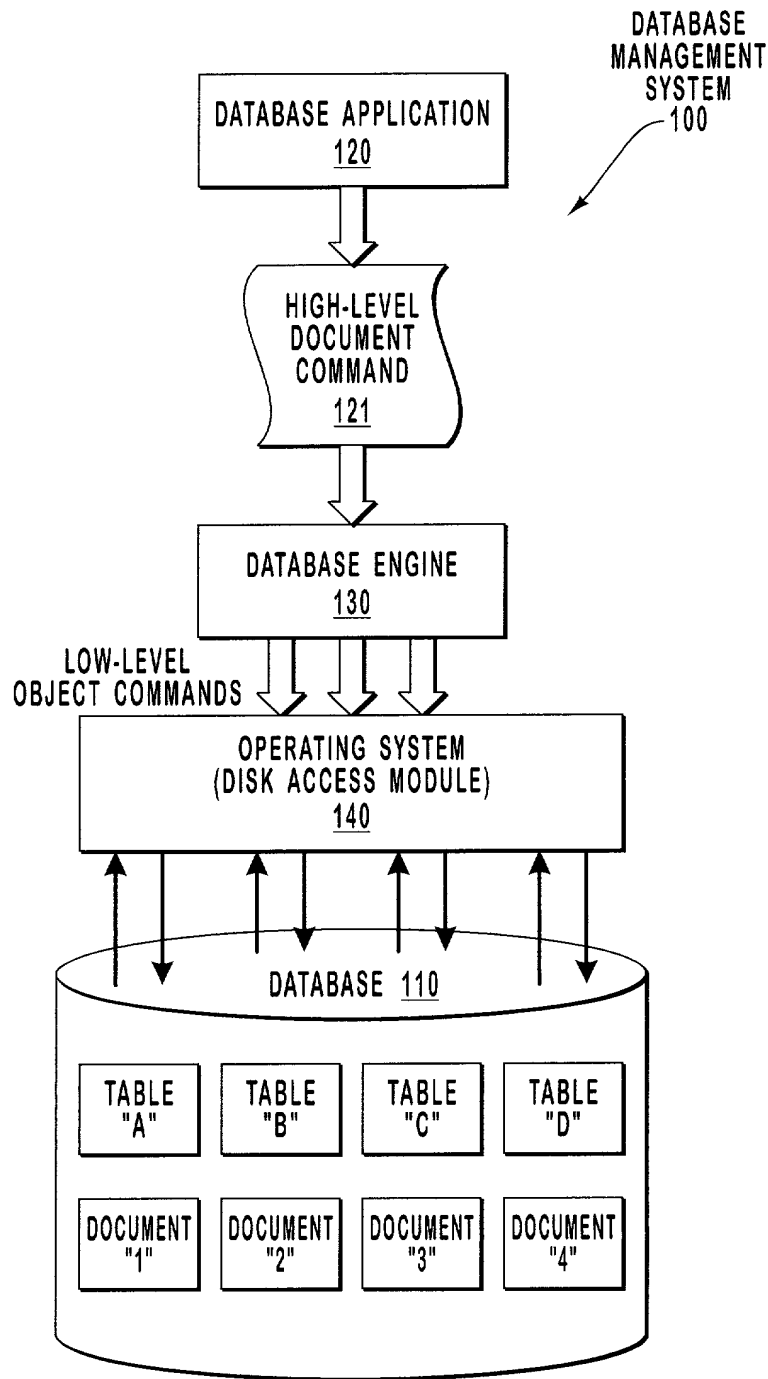 DATABASE
MANAGEMENT
SYSTEM
100
DATABASE APPLICATION
120
HIGH-LEVEL
DOCUMENT
COMMAND
121
DATABASE ENGINE
130
LOW-LEVEL
OBJECT COMMANDS
OPERATING SYSTEM
(DISK ACCESS MODULE)
140
DATABASE 110
TABLE
"A"
TABLE
"B"
TABLE
"C"
TABLE
"D"
DOCUMENT
"1"
DOCUMENT
"2"
DOCUMENT
"3"
DOCUMENT
"4"